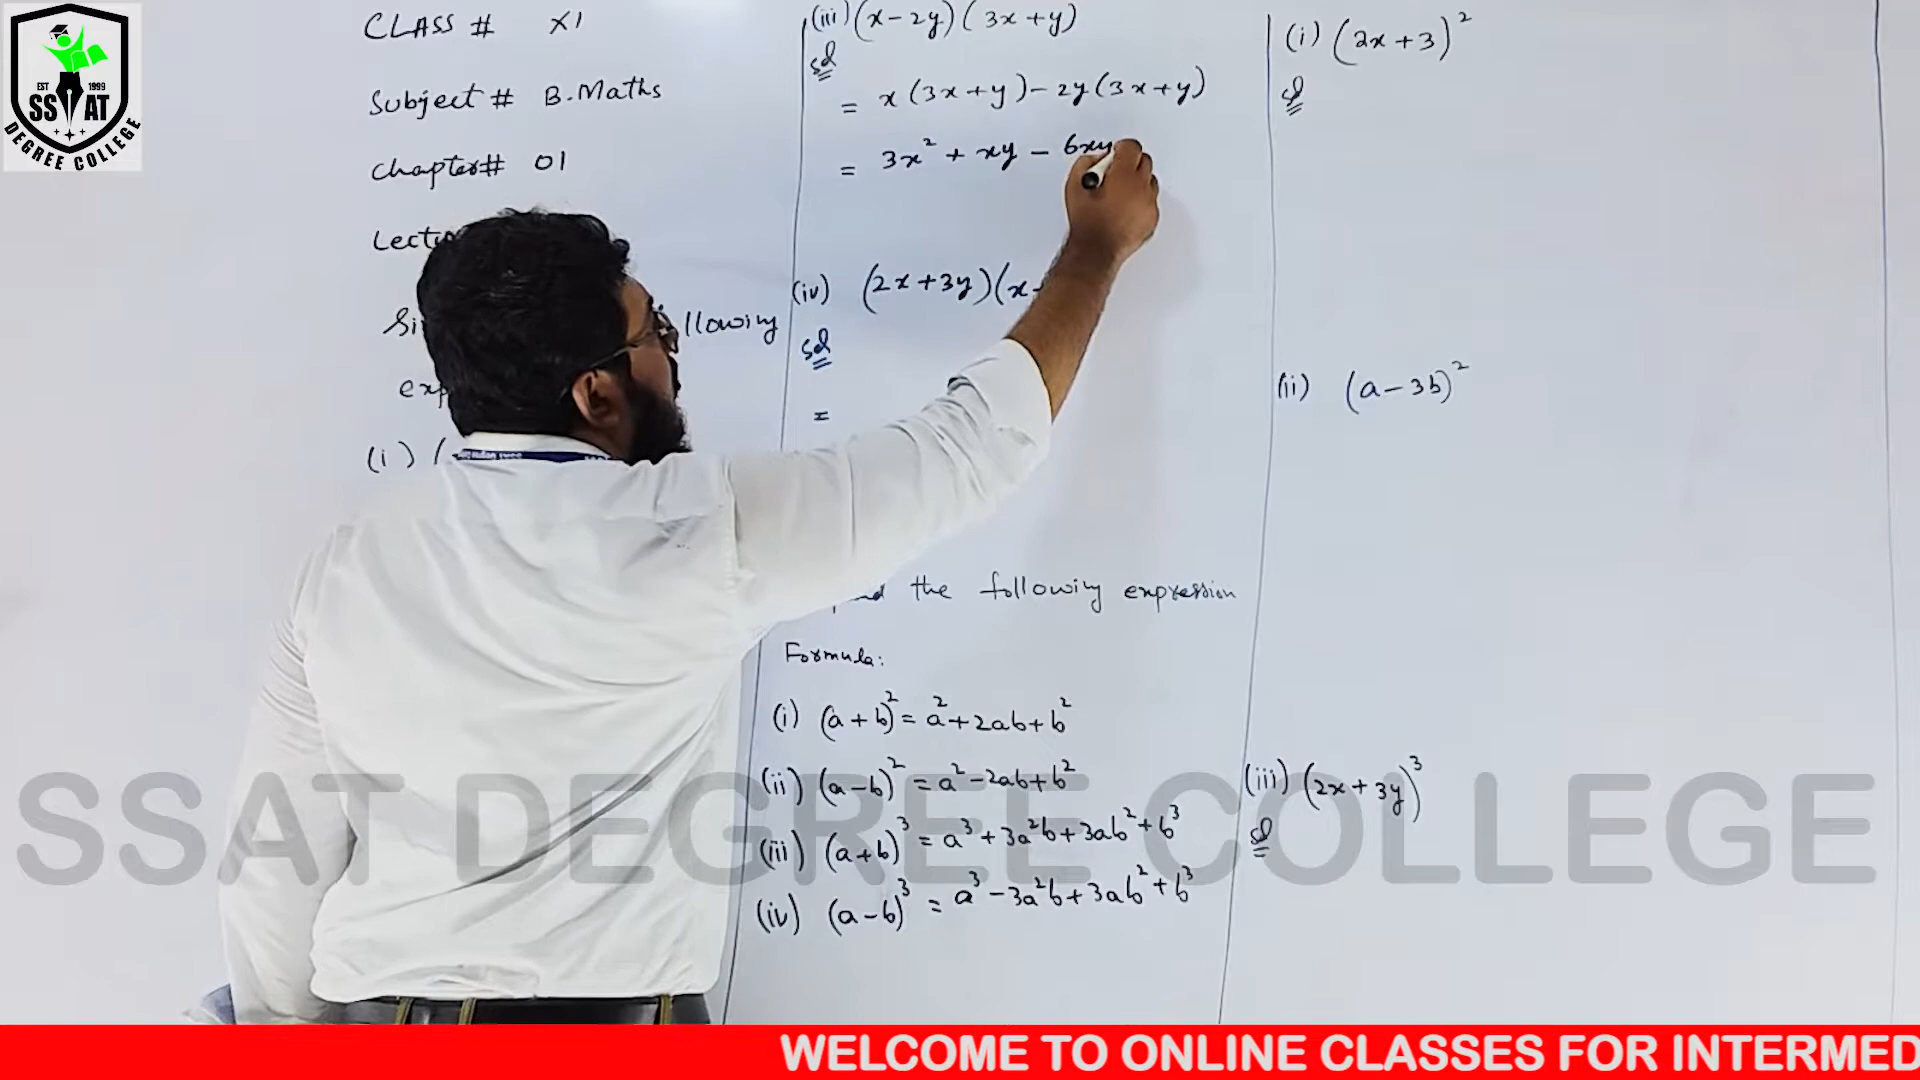 EST 1999
SSAT
DEGREE COLLEGE
CLASS # XI
Subject # B.Maths
Chapter# 01
(i) (
(iii) (x-2y)(3x+y)
Sol
= x(3x+y)-2y(3x+y)
= 3x² + xy - 6xy
(iv) (2x+3y)(x
Sol
=
the following expression
Formula:
(i) (a+b)² = a²+2ab+b²
(ii) (a-b)² = a²-2ab+b²
(iii) (a+b)³ = a³+3a²b+3ab²+b³
(iv) (a-b)³ = a³-3a²b+3ab²+b³
(i) (2x+3)²
Sol
(ii) (a-3b)²
(iii) (2x+3y)³
Sol
SSAT DEGREE COLLEGE
WELCOME TO ONLINE CLASSES FOR INTERMED